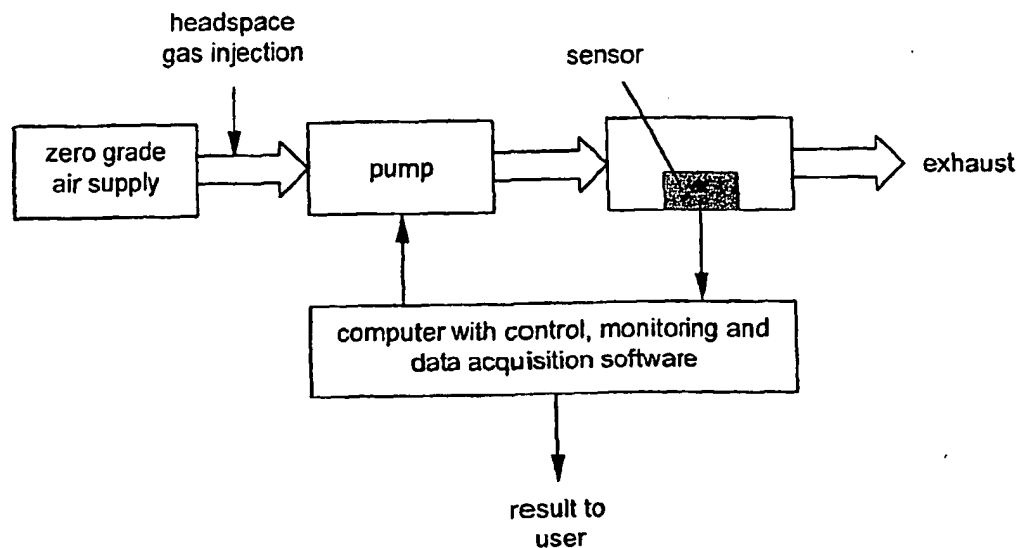 headspace
gas injection
sensor
zero grade
air supply
pump
exhaust
computer with control, monitoring and
data acquisition software
result to
user